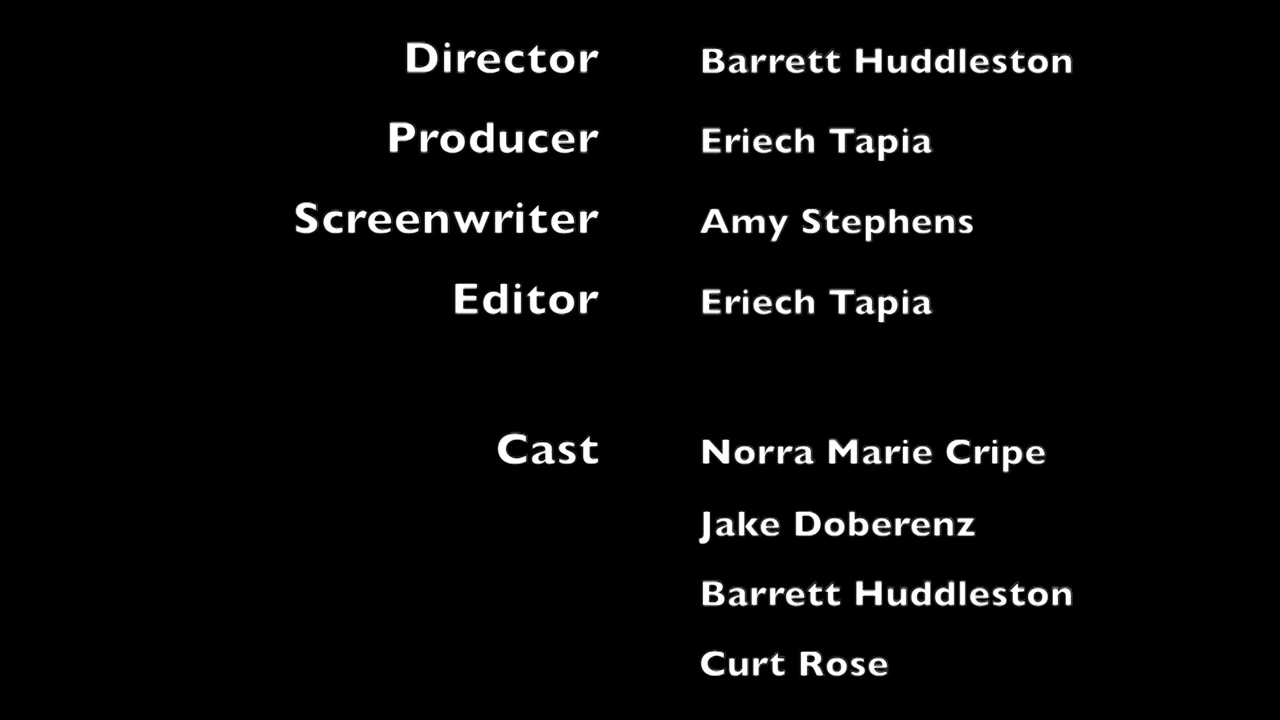 Director Barrett Huddleston
Producer Eriech Tapia
Screenwriter Amy Stephens
Editor Eriech Tapia
Cast Norra Marie Cripe
Jake Doberenz
Barrett Huddleston
Curt Rose